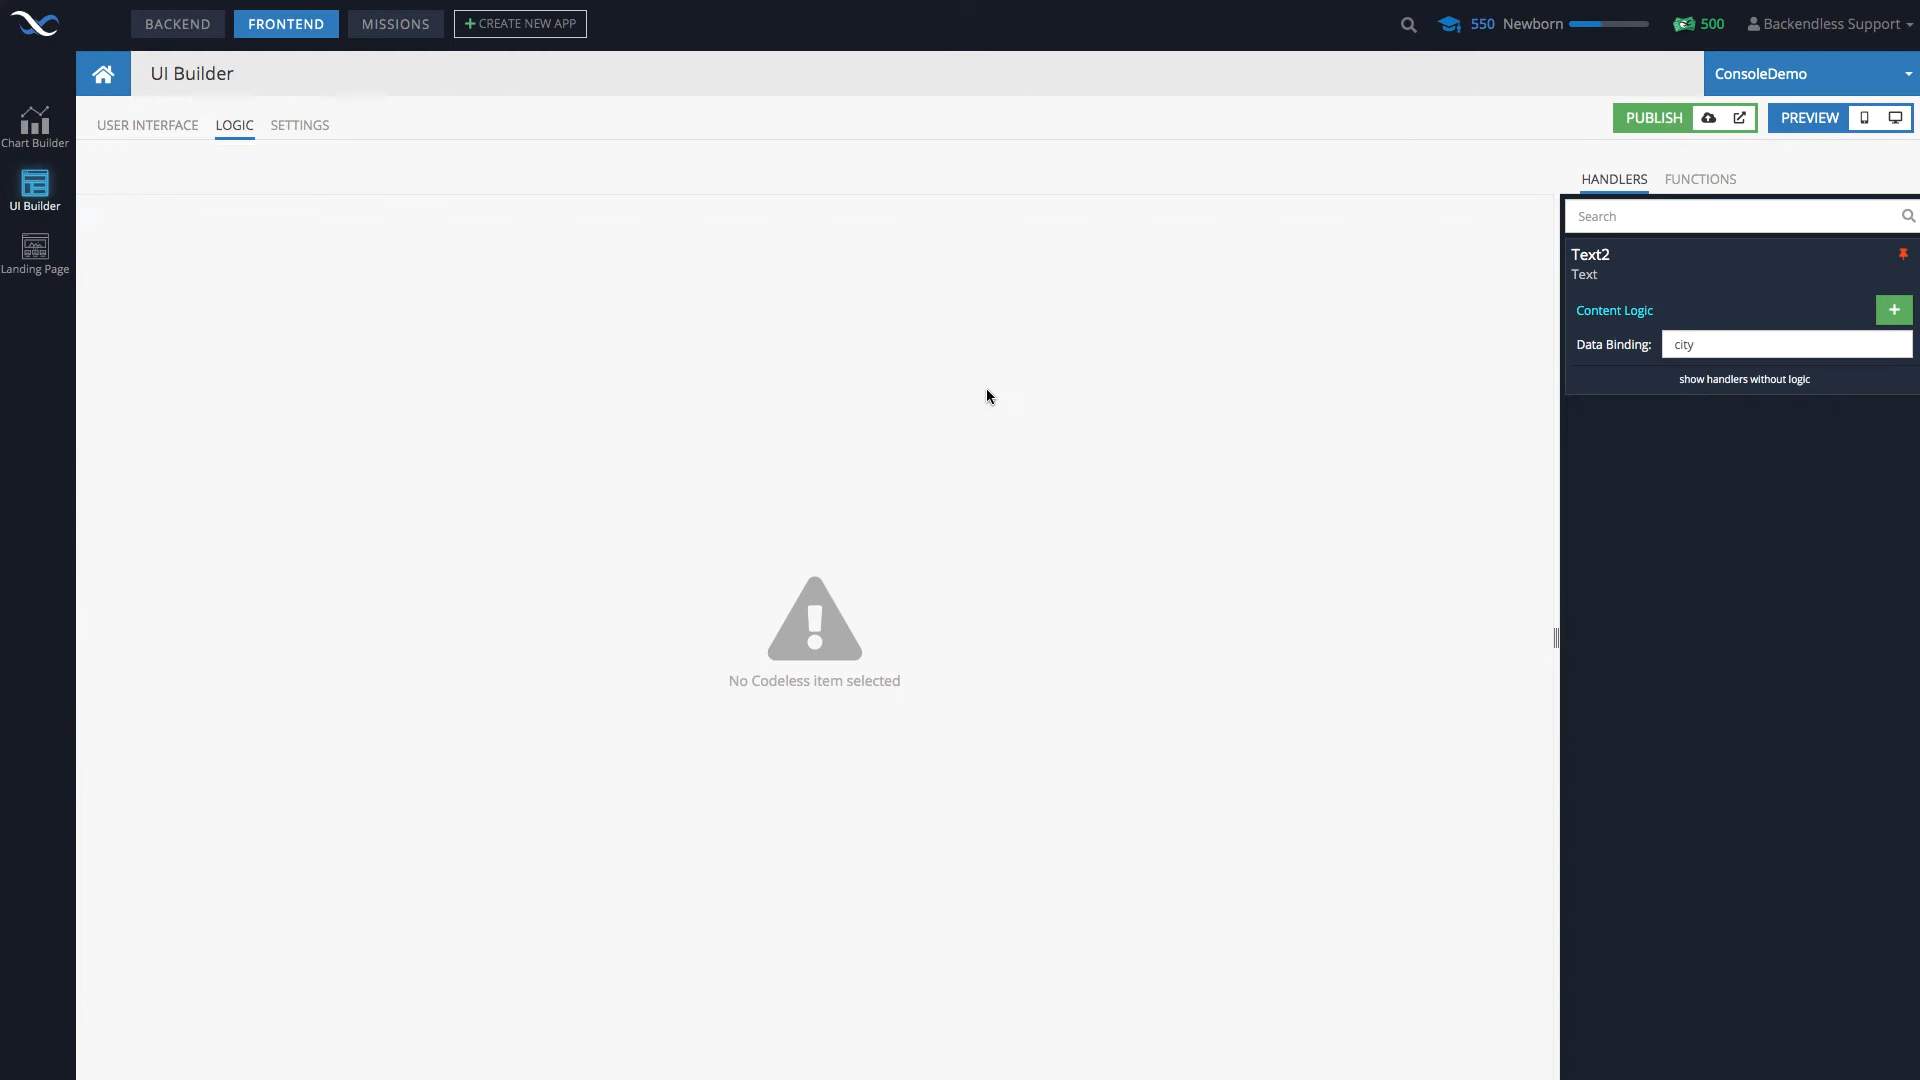 BACKEND FRONTEND MISSIONS + CREATE NEW APP 550 Newborn 500 Backendless Support
UI Builder ConsoleDemo
USER INTERFACE LOGIC SETTINGS PUBLISH PREVIEW
Chart Builder
UI Builder
Landing Page
HANDLERS FUNCTIONS
Search
Text2
Text
Content Logic +
Data Binding: city
show handlers without logic
No Codeless item selected